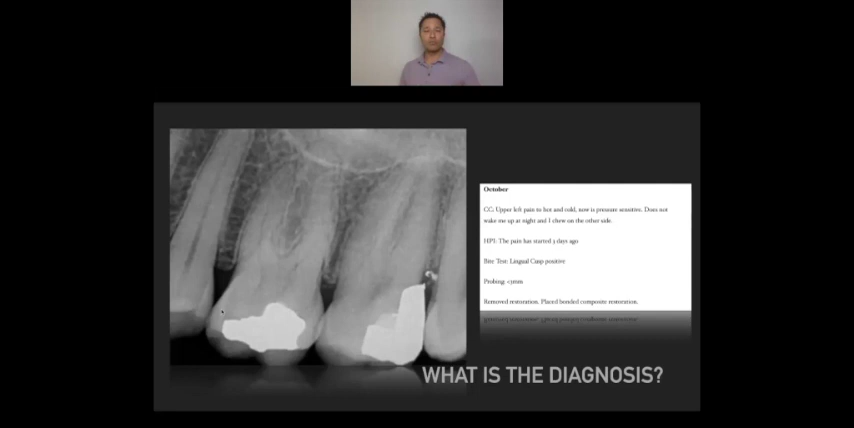 October
CC: Upper left pain to hot and cold, now is pressure sensitive. Does not
wake me up at night and I chew on the other side.
HPI: The pain has started 3 days ago
Bite Test: Lingual Cusp positive
Probing: <3mm
Removed restoration. Placed bonded composite restoration.
WHAT IS THE DIAGNOSIS?